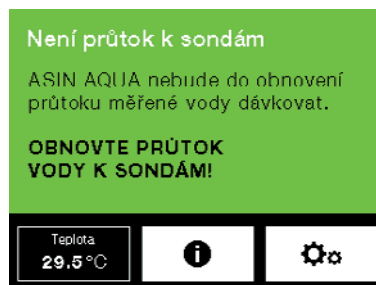 Není průtok k sondám
ASIN AQUA nebude do obnovení
průtoku měřené vody dávkovat.
OBNOVTE PRŮTOK
VODY K SONDÁM!
Teplota
29.5°C